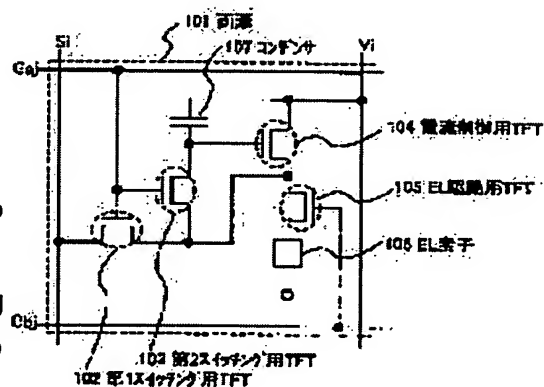 101 画素
Si
107 コンデンサ
Vi
Gaj
104 電流制御用TFT
105 EL駆動用TFT
106 EL素子
Gbj
103 第2スイッチング用TFT
102 第1スイッチング用TFT